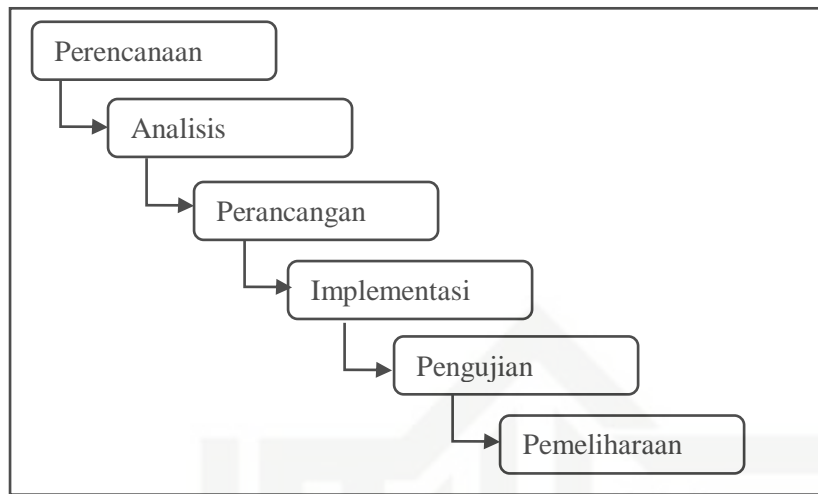 Perencanaan
Analisis
Perancangan
Implementasi
Pengujian
Pemeliharaan